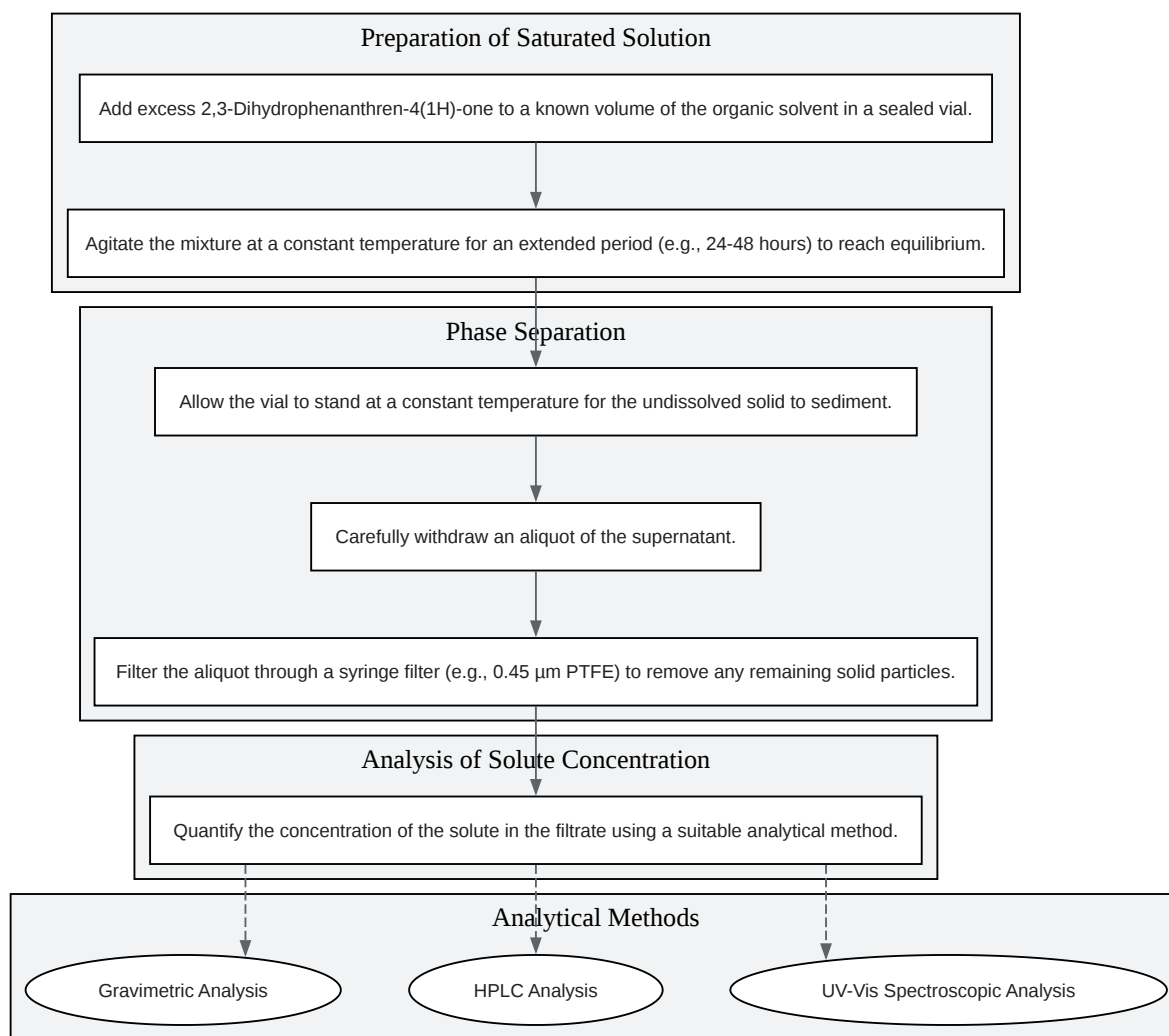 Preparation of Saturated Solution
Add excess 2,3-Dihydrophenanthren-4(1H)-one to a known volume of the organic solvent in a sealed vial.
Agitate the mixture at a constant temperature for an extended period (e.g., 24-48 hours) to reach equilibrium.
Phase Separation
Allow the vial to stand at a constant temperature for the undissolved solid to sediment.
Carefully withdraw an aliquot of the supernatant.
Filter the aliquot through a syringe filter (e.g., 0.45 µm PTFE) to remove any remaining solid particles.
Analysis of Solute Concentration
Quantify the concentration of the solute in the filtrate using a suitable analytical method.
Analytical Methods
Gravimetric Analysis
HPLC Analysis
UV-Vis Spectroscopic Analysis